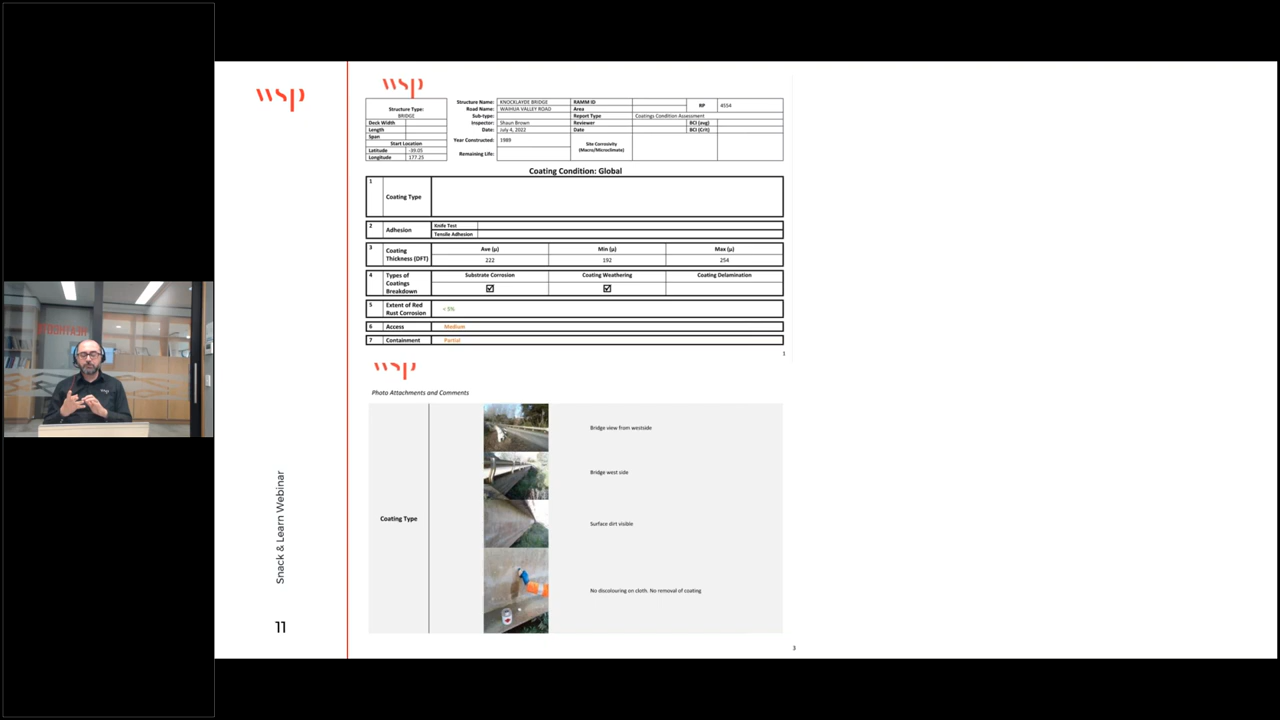 wsp
wsp
Structure Type:
BRIDGE
Deck Width
Length
Span
Start Location
Latitude -39.05
Longitude 177.25
Structure Name: KNOCKLAYDE BRIDGE RAMM ID RP 4554
Road Name: WAIHUA VALLEY ROAD Area
Sub-type: Report Type Coatings Condition Assessment
Inspector: Shaun Brown Reviewer BCI (avg)
Date: July 4, 2022 Date BCI (Crit)
Year Constructed: 1989 Site Corrosivity
(Macro/Microclimate)
Remaining Life:
Coating Condition: Global
1 Coating Type
2 Adhesion Knife Test
Tensile Adhesion
3 Coating Thickness (DFT) Ave (µ) Min (µ) Max (µ)
222 192 254
4 Types of Coatings Breakdown Substrate Corrosion Coating Weathering Coating Delamination
5 Extent of Red Rust Corrosion < 5%
6 Access Medium
7 Containment Partial
1
wsp
Photo Attachments and Comments
Bridge view from westside
Bridge west side
Coating Type
Surface dirt visible
No discolouring on cloth. No removal of coating
3
Snack & Learn Webinar
11
wsp